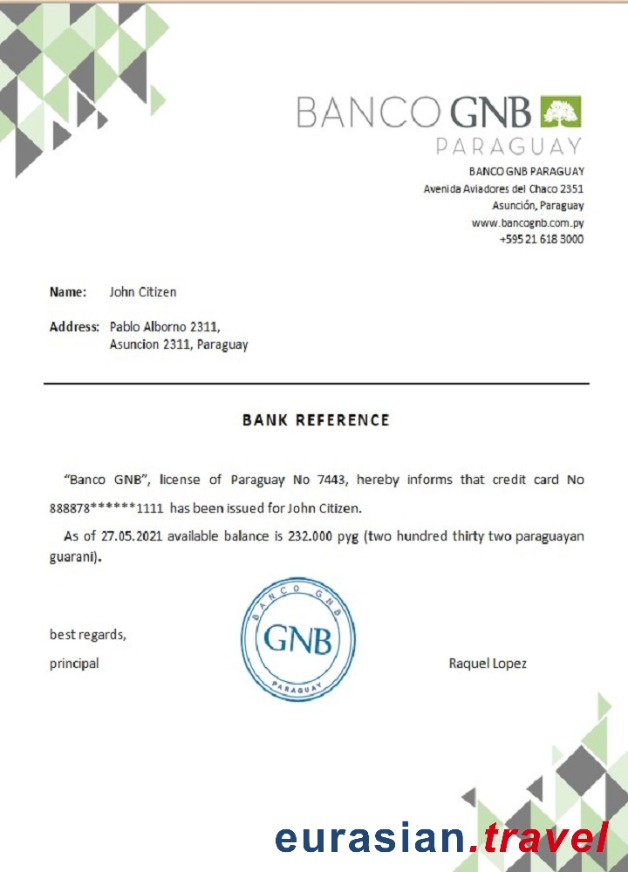 BANCO GNB
PARAGUAY
BANCO GNB PARAGUAY
Avenida Aviadores del Chaco 2351
Asunción, Paraguay
www.bancognb.com.py
+595 21 618 3000
Name: John Citizen
Address: Pablo Alborno 2311,
Asuncion 2311, Paraguay
BANK REFERENCE
“Banco GNB”, license of Paraguay No 7443, hereby informs that credit card No
888878******1111 has been issued for John Citizen.
As of 27.05.2021 available balance is 232.000 pyg (two hundred thirty two paraguayan
guarani).
BANCO GNB
GNB
PARAGUAY
best regards,
principal
Raquel Lopez
eurasian.travel